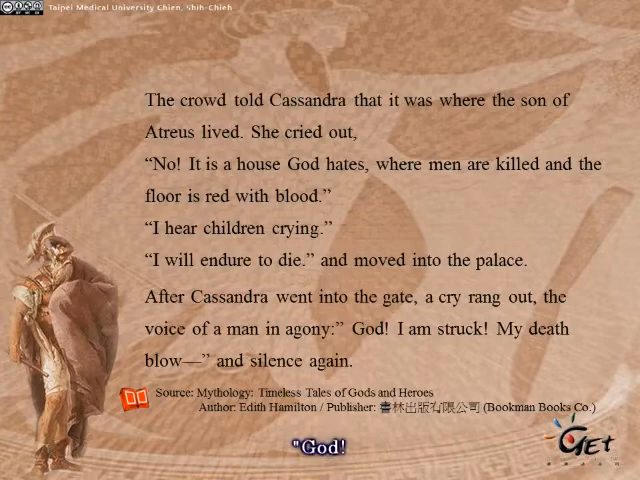 Taipei Medical University Chien, Shih-Chieh
The crowd told Cassandra that it was where the son of
Atreus lived. She cried out,
“No! It is a house God hates, where men are killed and the
floor is red with blood.”
“I hear children crying.”
“I will endure to die.” and moved into the palace.
After Cassandra went into the gate, a cry rang out, the
voice of a man in agony:” God! I am struck! My death
blow—” and silence again.
Source: Mythology: Timeless Tales of Gods and Heroes
Author: Edith Hamilton / Publisher: 書林出版有限公司 (Bookman Books Co.)
GET
"God!